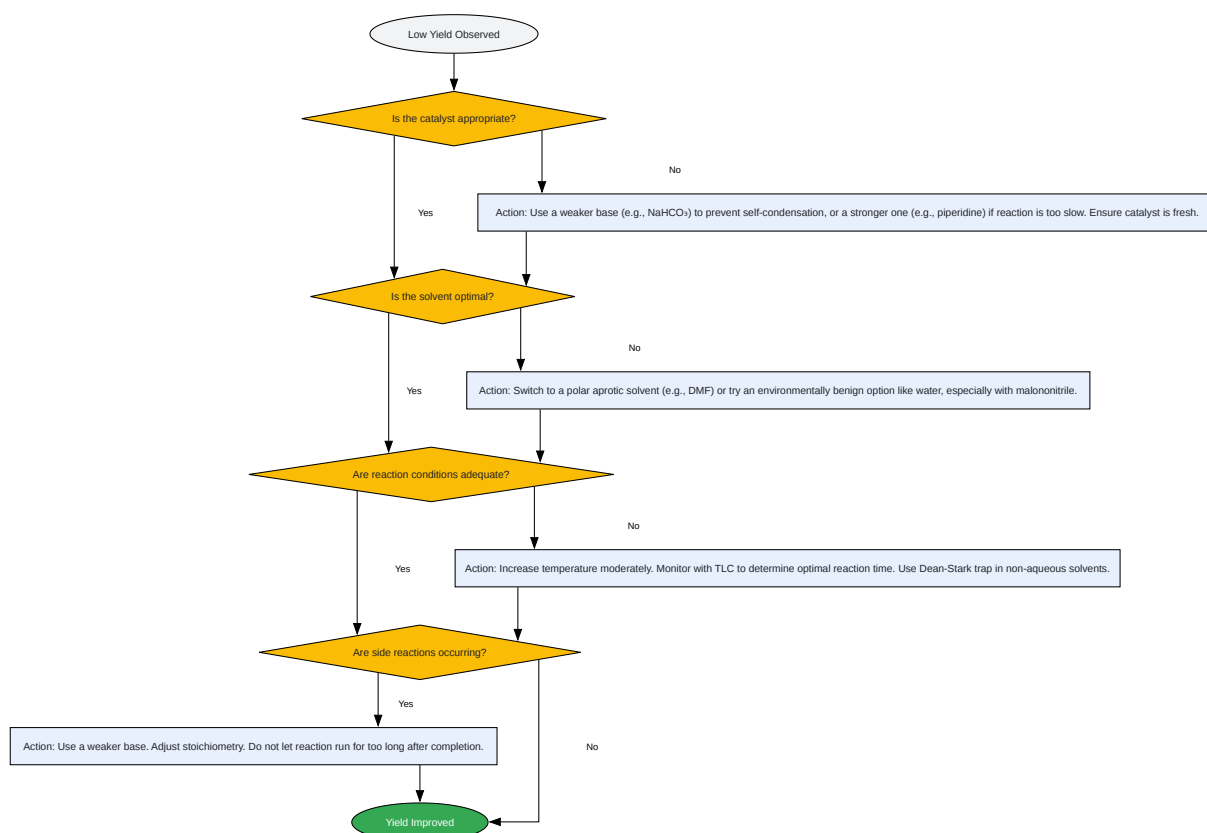 Low Yield Observed
Is the catalyst appropriate?
No
Yes
Action: Use a weaker base (e.g., NaHCO₃) to prevent self-condensation, or a stronger one (e.g., piperidine) if reaction is too slow. Ensure catalyst is fresh.
Is the solvent optimal?
No
Yes
Action: Switch to a polar aprotic solvent (e.g., DMF) or try an environmentally benign option like water, especially with malononitrile.
Are reaction conditions adequate?
No
Yes
Action: Increase temperature moderately. Monitor with TLC to determine optimal reaction time. Use Dean-Stark trap in non-aqueous solvents.
Are side reactions occurring?
Yes
Action: Use a weaker base. Adjust stoichiometry. Do not let reaction run for too long after completion.
No
Yield Improved